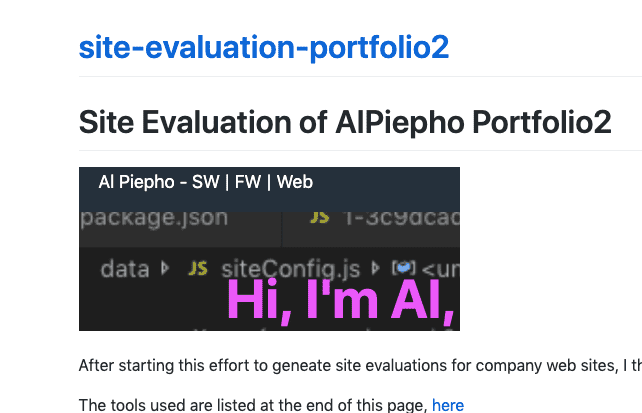 site-evaluation-portfolio2
Site Evaluation of AlPiepho Portfolio2
Al Piepho - SW | FW | Web
package.json JS 1-3c9dcad
data JS siteConfig.js <un
Hi, I'm Al,
After starting this effort to geneate site evaluations for company web sites, I th
The tools used are listed at the end of this page, here